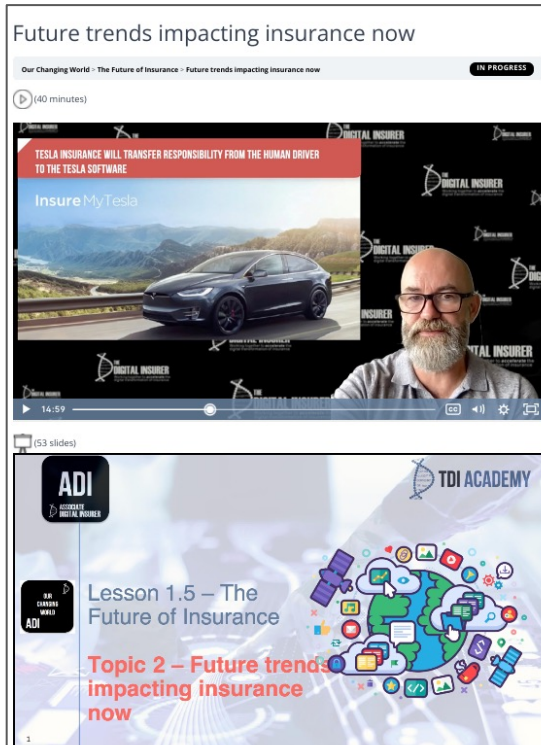 Future trends impacting insurance now
Our Changing World > The Future of Insurance > Future trends impacting insurance now
IN PROGRESS
(40 minutes)
TESLA INSURANCE WILL TRANSFER RESPONSIBILITY FROM THE HUMAN DRIVER
TO THE TESLA SOFTWARE
InsureMyTesla
THE
DIGITAL INSURER
14:59
CC
(53 slides)
ADI
ASSOCIATE
DIGITAL INSURER
TDI ACADEMY
OUR
CHANGING
WORLD
ADI
Lesson 1.5 – The
Future of Insurance
Topic 2 – Future trends
impacting insurance
now
1